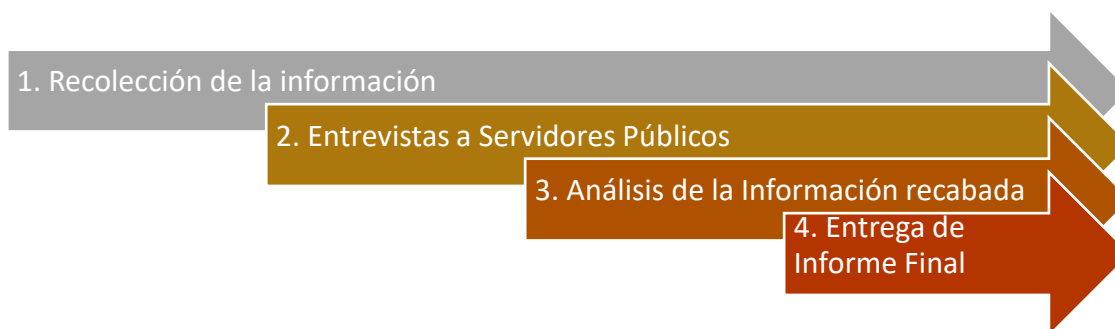 1. Recolección de la información
2. Entrevistas a Servidores Públicos
3. Análisis de la Información recabada
4. Entrega de
Informe Final